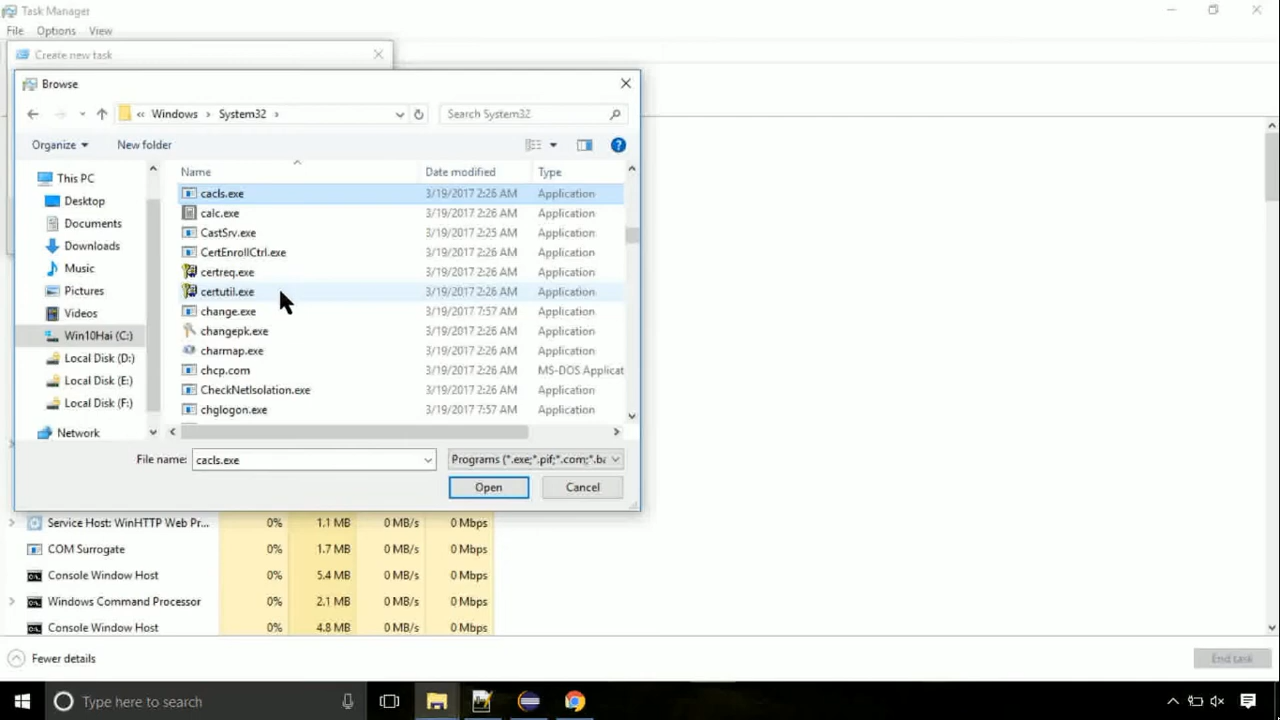 Task Manager
File Options View
Create new task
Browse
« Windows › System32 › Search System32
Organize New folder
Name Date modified Type
This PC
Desktop
Documents
Downloads
Music
Pictures
Videos
Win10Hai (C:)
Local Disk (D:)
Local Disk (E:)
Local Disk (F:)
Network
cacls.exe 3/19/2017 2:26 AM Application
calc.exe 3/19/2017 2:26 AM Application
CastSrv.exe 3/19/2017 2:25 AM Application
CertEnrollCtrl.exe 3/19/2017 2:26 AM Application
certreq.exe 3/19/2017 2:26 AM Application
certutil.exe 3/19/2017 2:26 AM Application
change.exe 3/19/2017 7:57 AM Application
changepk.exe 3/19/2017 2:26 AM Application
charmap.exe 3/19/2017 2:26 AM Application
chcp.com 3/19/2017 2:26 AM MS-DOS Applicat
CheckNetIsolation.exe 3/19/2017 2:26 AM Application
chglogon.exe 3/19/2017 7:57 AM Application
File name: cacls.exe Programs (*.exe;*.pif;*.com;*.ba
Open Cancel
Service Host: WinHTTP Web Pr... 0% 1.1 MB 0 MB/s 0 Mbps
COM Surrogate 0% 1.7 MB 0 MB/s 0 Mbps
Console Window Host 0% 5.4 MB 0 MB/s 0 Mbps
Windows Command Processor 0% 2.1 MB 0 MB/s 0 Mbps
Console Window Host 0% 4.8 MB 0 MB/s 0 Mbps
Fewer details End task
Type here to search